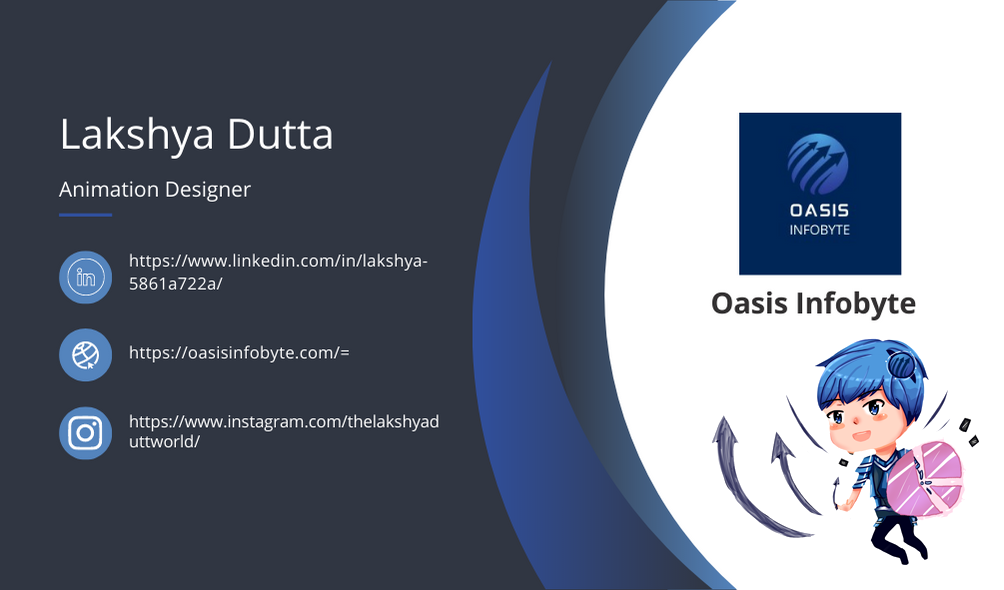 Lakshya Dutta
Animation Designer
https://www.linkedin.com/in/lakshya-
5861a722a/
https://oasisinfobyte.com/=
https://www.instagram.com/thelakshyad
uttworld/
OASIS
INFOBYTE
Oasis Infobyte